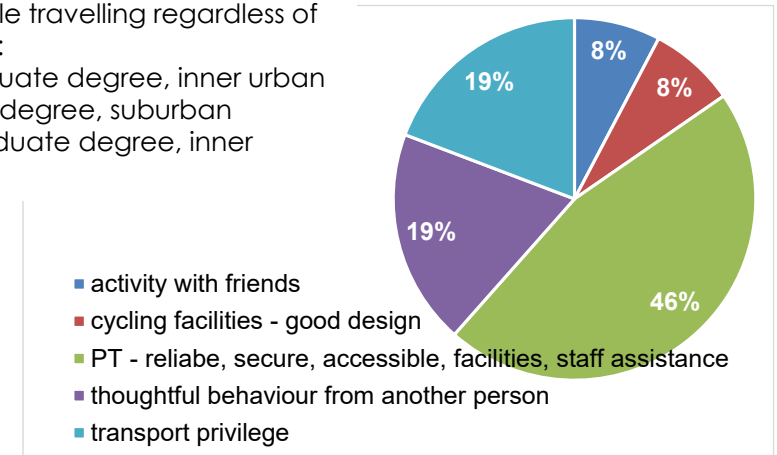 le travelling regardless of
:
uate degree, inner urban
degree, suburban
duate degree, inner
8%
8%
19%
19%
46%
activity with friends
cycling facilities - good design
PT - reliabe, secure, accessible, facilities, staff assistance
thoughtful behaviour from another person
transport privilege